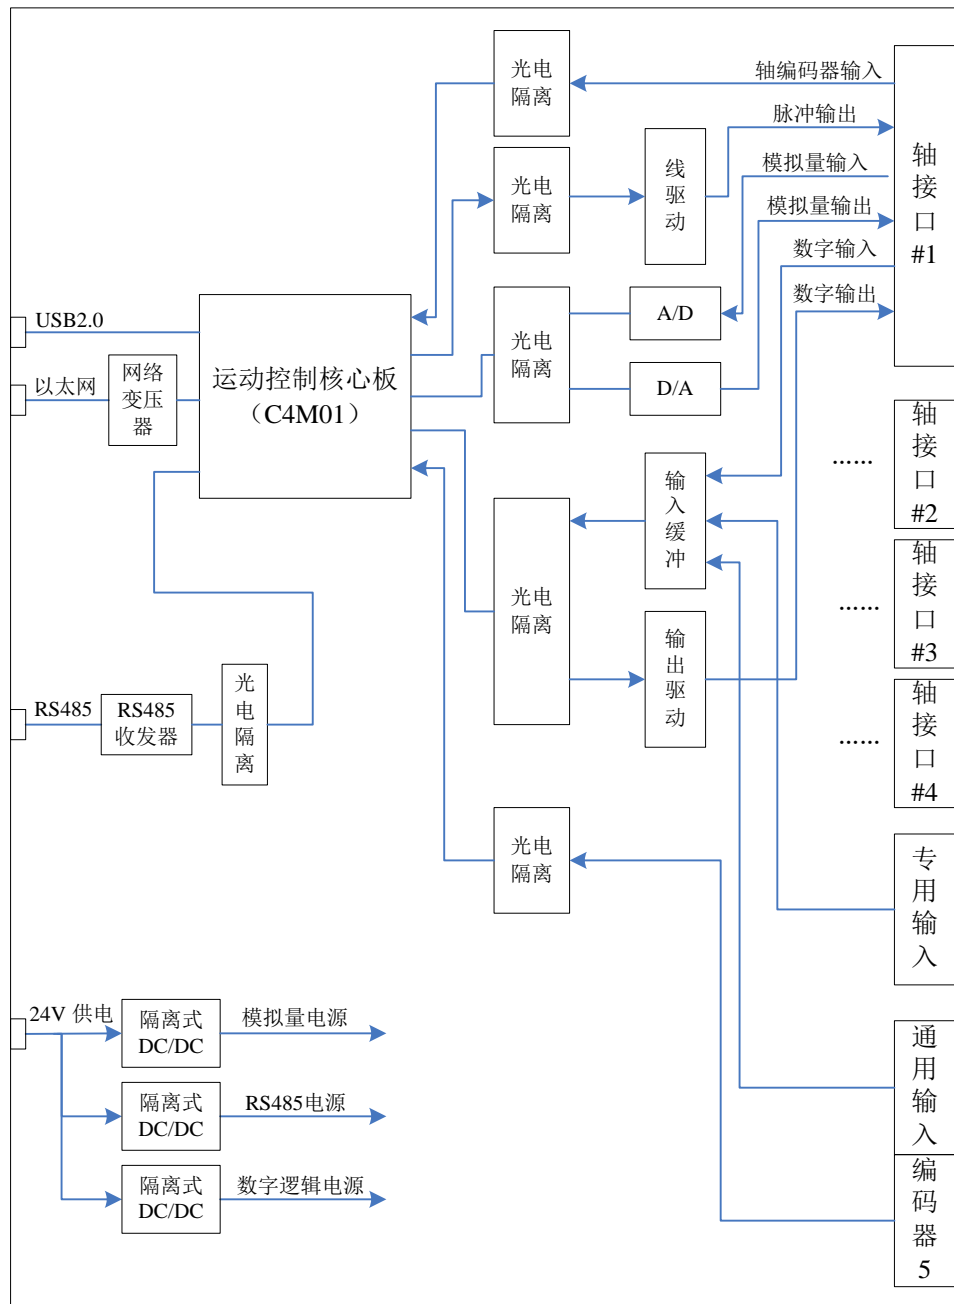 光电
隔离
轴编码器输入
脉冲输出
模拟量输入
模拟量输出
数字输入
数字输出
轴
接
口
#1
光电
隔离
线
驱
动
USB2.0
以太网
网络
变压
器
运动控制核心板
（C4M01）
光电
隔离
A/D
D/A
轴
接
口
#2
......
输
入
缓
冲
轴
接
口
#3
......
光电
隔离
输
出
驱
动
轴
接
口
#4
......
RS485
RS485
收发器
光
电
隔
离
光电
隔离
专
用
输
入
24V 供电
隔离式
DC/DC
模拟量电源
隔离式
DC/DC
RS485电源
隔离式
DC/DC
数字逻辑电源
通
用
输
入
编
码
器
5